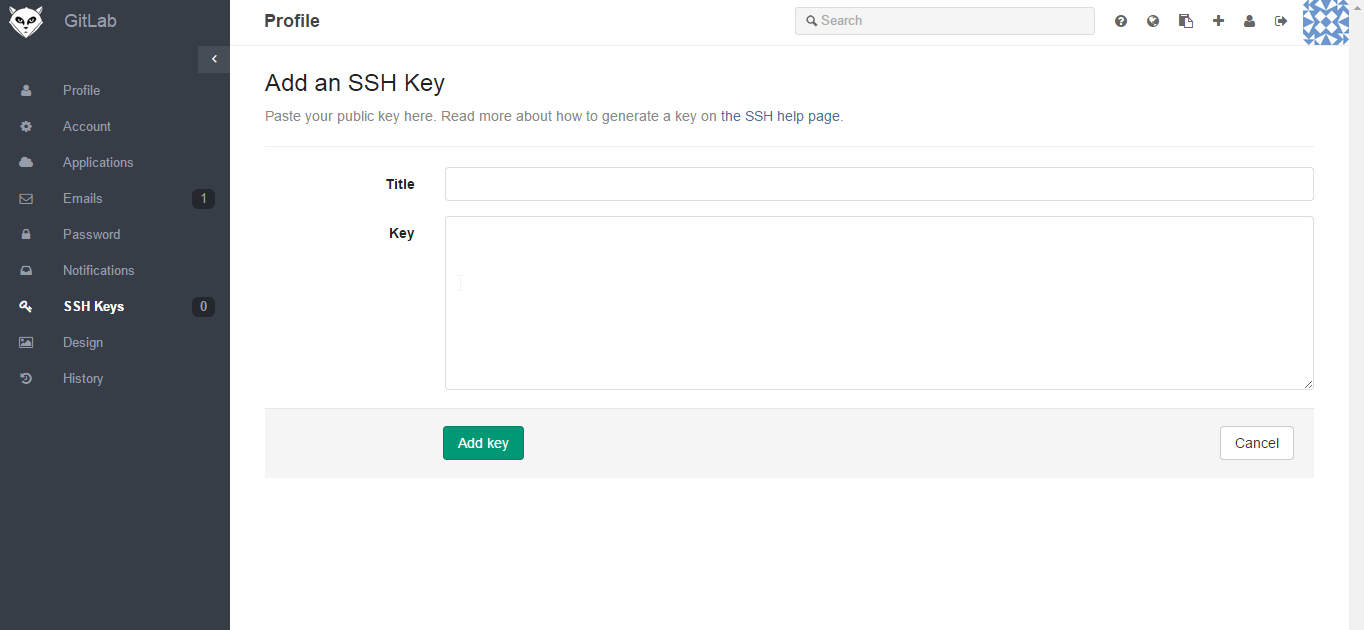 GitLab
Profile
Search
Profile
Account
Applications
Emails 1
Password
Notifications
SSH Keys 0
Design
History
Add an SSH Key
Paste your public key here. Read more about how to generate a key on the SSH help page.
Title
Key
Add key
Cancel